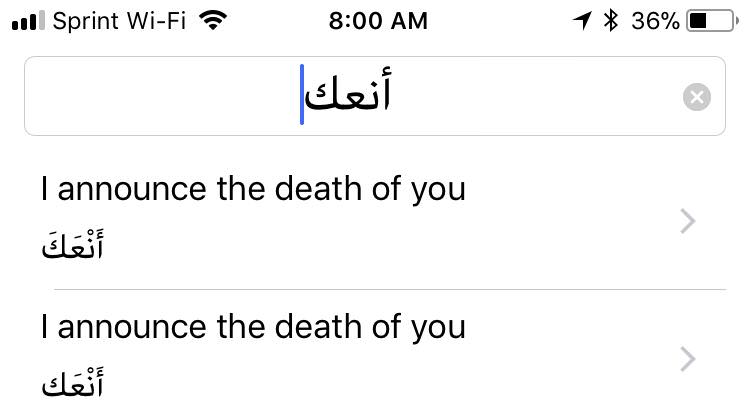 Sprint Wi-Fi 8:00 AM 36%
أنعك
I announce the death of you
أَنْعَكَ
I announce the death of you
أَنْعَك